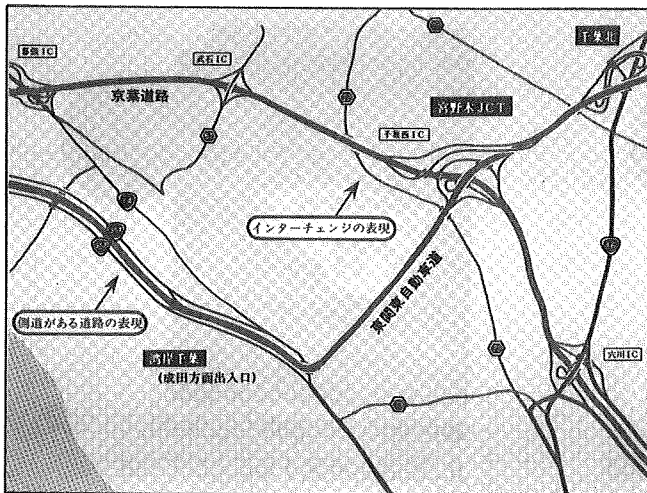 幕張IC
武石IC
千葉北
京葉道路
宮野木JCT
千葉西IC
インターチェンジの表現
東関東自動車道
側道がある道路の表現
湾岸千葉
(成田方面出入口)
穴川IC